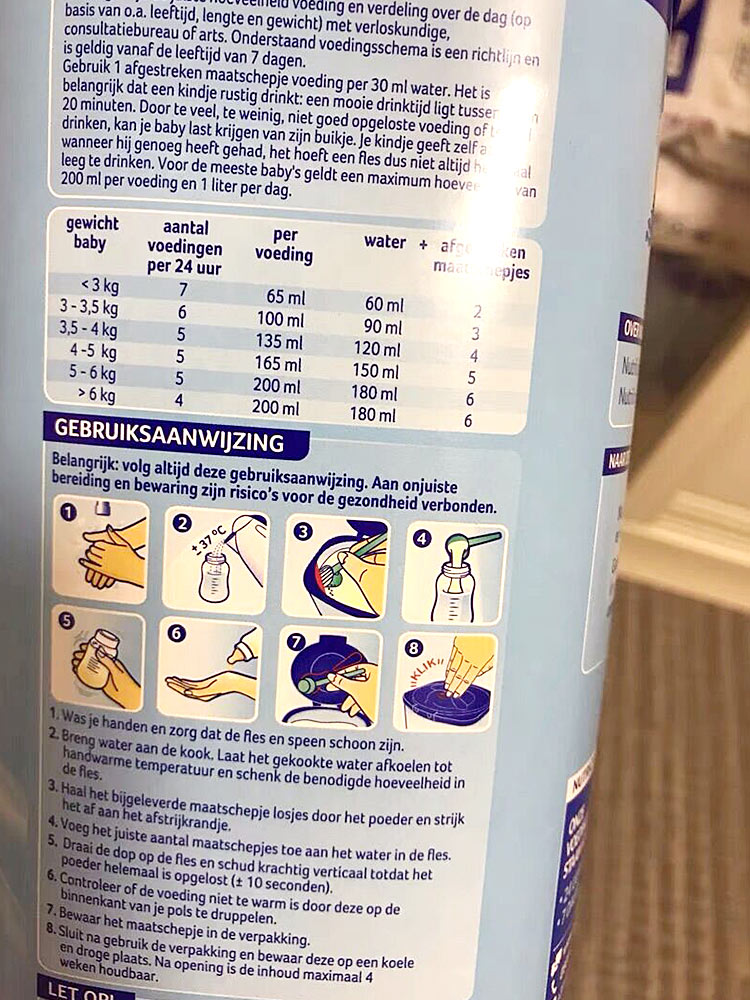 voeding en verdeling over de dag (op
basis van o.a. leeftijd, lengte en gewicht) met verloskundige,
consultatiebureau of arts. Onderstaand voedingsschema is een richtlijn en
is geldig vanaf de leeftijd van 7 dagen.
Gebruik 1 afgestreken maatschepje voeding per 30 ml water. Het is
belangrijk dat een kindje rustig drinkt: een mooie drinktijd ligt tussen
20 minuten. Door te veel, te weinig, niet goed opgeloste voeding of
drinken, kan je baby last krijgen van zijn buikje. Je kindje geeft zelf
wanneer hij genoeg heeft gehad, het hoeft een fles dus niet altijd
leeg te drinken. Voor de meeste baby's geldt een maximum van
200 ml per voeding en 1 liter per dag.
gewicht baby aantal voedingen per 24 uur per voeding water +
< 3 kg 7 65 ml 60 ml 2
3 - 3,5 kg 6 100 ml 90 ml 3
3,5 - 4 kg 5 135 ml 120 ml 4
4 -5 kg 5 165 ml 150 ml 5
5 - 6 kg 5 200 ml 180 ml 6
> 6 kg 4 200 ml 180 ml 6
GEBRUIKSAANWIJZING
Belangrijk: volg altijd deze gebruiksaanwijzing. Aan onjuiste
bereiding en bewaring zijn risico's voor de gezondheid verbonden.
1 2 ± 37°C 3 4
5 6 7 8 KLIK
1. Was je handen en zorg dat de fles en speen schoon zijn.
2. Breng water aan de kook. Laat het gekookte water afkoelen tot
handwarme temperatuur en schenk de benodigde hoeveelheid in
de fles.
3. Haal het bijgeleverde maatschepje losjes door het poeder en strijk
het af aan het afstrijkrandje.
4. Voeg het juiste aantal maatschepjes toe aan het water in de fles.
5. Draai de dop op de fles en schud krachtig verticaal totdat het
poeder helemaal is opgelost (± 10 seconden).
6. Controleer of de voeding niet te warm is door deze op de
binnenkant van je pols te druppelen.
7. Bewaar het maatschepje in de verpakking.
8. Sluit na gebruik de verpakking en bewaar deze op een koele
en droge plaats. Na opening is de inhoud maximaal 4
weken houdbaar.
LET OP!